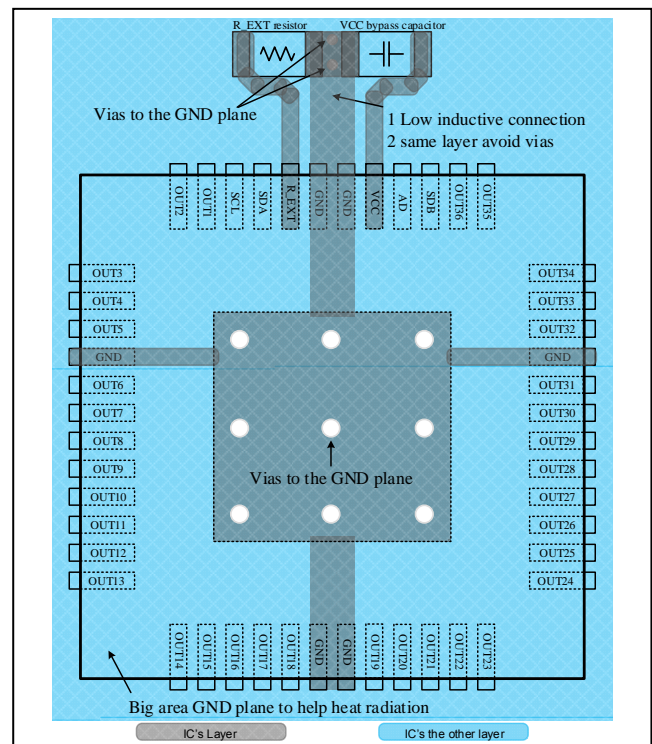 R_EXT resistor
VCC bypass capacitor
Vias to the GND plane
1 Low inductive connection
2 same layer avoid vias
OUT2
OUT1
SCL
SDA
R_EXT
GND
GND
VCC
AD
SDB
OUT36
OUT35
OUT3
OUT4
OUT5
GND
OUT6
OUT7
OUT8
OUT9
OUT10
OUT11
OUT12
OUT13
OUT34
OUT33
OUT32
GND
OUT31
OUT30
OUT29
OUT28
OUT27
OUT26
OUT25
OUT24
Vias to the GND plane
OUT14
OUT15
OUT16
OUT17
OUT18
GND
GND
OUT19
OUT20
OUT21
OUT22
OUT23
Big area GND plane to help heat radiation
IC's Layer
IC's the other layer